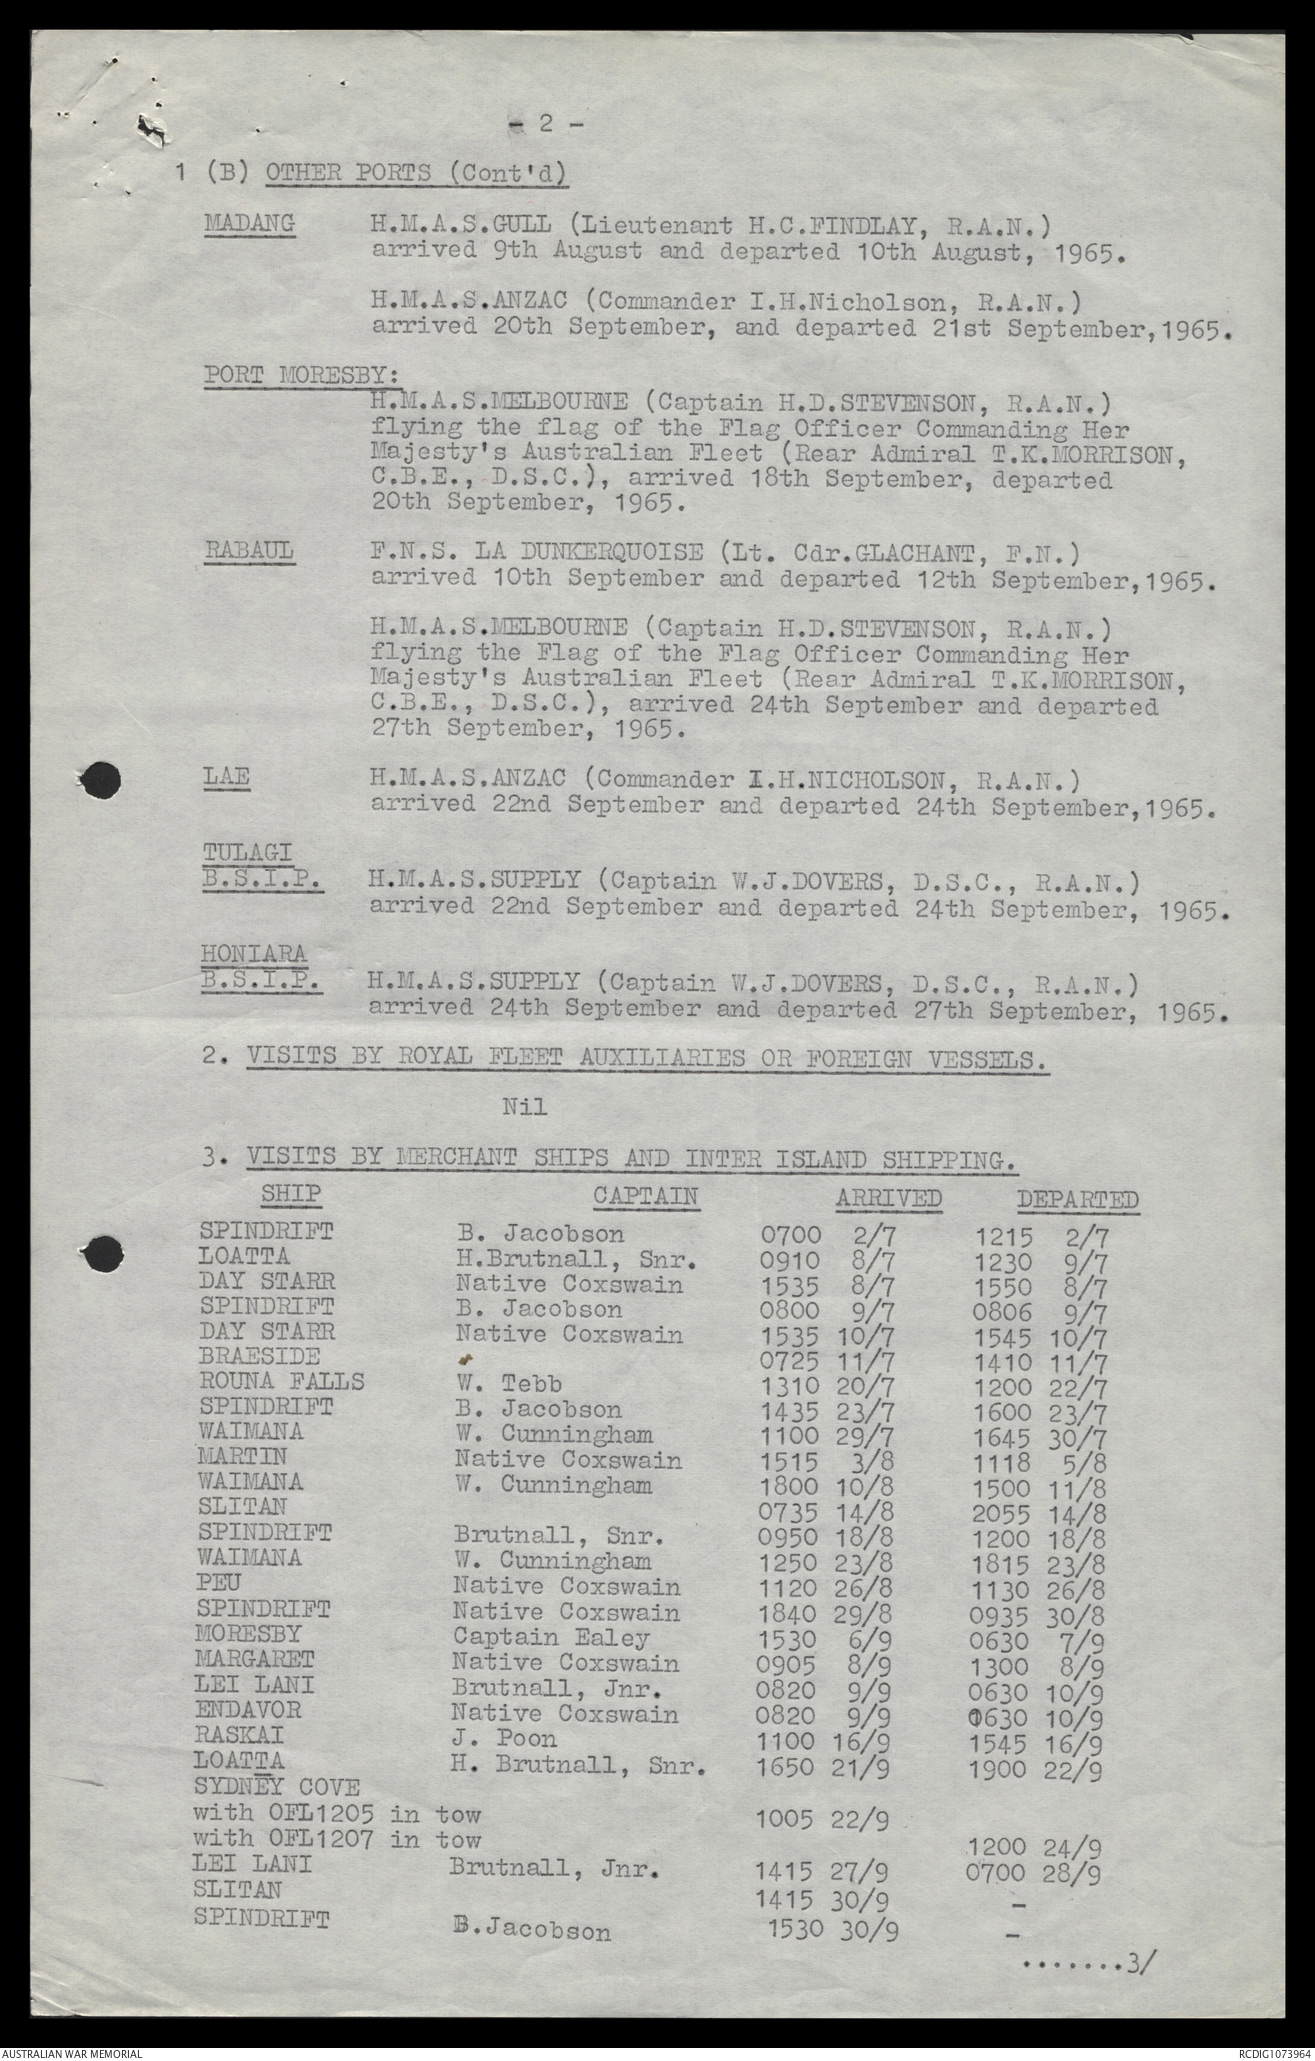 - 2 -
1 (B) OTHER PORTS (Cont'd)
MADANG H.M.A.S.GULL (Lieutenant H.C.FINDLAY, R.A.N.)
arrived 9th August and departed 10th August, 1965.
H.M.A.S.ANZAC (Commander I.H.Nicholson, R.A.N.)
arrived 20th September, and departed 21st September,1965.
PORT MORESBY:
H.M.A.S.MELBOURNE (Captain H.D.STEVENSON, R.A.N.)
flying the flag of the Flag Officer Commanding Her
Majesty's Australian Fleet (Rear Admiral T.K.MORRISON,
C.B.E., D.S.C.), arrived 18th September, departed
20th September, 1965.
RABAUL F.N.S. LA DUNKERQUOISE (Lt. Cdr.GLACHANT, F.N.)
arrived 10th September and departed 12th September,1965.
H.M.A.S.MELBOURNE (Captain H.D.STEVENSON, R.A.N.)
flying the Flag of the Flag Officer Commanding Her
Majesty's Australian Fleet (Rear Admiral T.K.MORRISON,
C.B.E., D.S.C.), arrived 24th September and departed
27th September, 1965.
LAE H.M.A.S.ANZAC (Commander I.H.NICHOLSON, R.A.N.)
arrived 22nd September and departed 24th September,1965.
TULAGI
B.S.I.P. H.M.A.S.SUPPLY (Captain W.J.DOVERS, D.S.C., R.A.N.)
arrived 22nd September and departed 24th September, 1965.
HONIARA
B.S.I.P. H.M.A.S.SUPPLY (Captain W.J.DOVERS, D.S.C., R.A.N.)
arrived 24th September and departed 27th September, 1965.
2. VISITS BY ROYAL FLEET AUXILIARIES OR FOREIGN VESSELS.
Nil
3. VISITS BY MERCHANT SHIPS AND INTER ISLAND SHIPPING.
SHIP CAPTAIN ARRIVED DEPARTED
SPINDRIFT B. Jacobson 0700 2/7 1215 2/7
LOATTA H.Brutnall, Snr. 0910 8/7 1230 9/7
DAY STARR Native Coxswain 1535 8/7 1550 8/7
SPINDRIFT B. Jacobson 0800 9/7 0806 9/7
DAY STARR Native Coxswain 1535 10/7 1545 10/7
BRAESIDE 0725 11/7 1410 11/7
ROUNA FALLS W. Tebb 1310 20/7 1200 22/7
SPINDRIFT B. Jacobson 1435 23/7 1600 23/7
WAIMANA W. Cunningham 1100 29/7 1645 30/7
MARTIN Native Coxswain 1515 3/8 1118 5/8
WAIMANA W. Cunningham 1800 10/8 1500 11/8
SLITAN 0735 14/8 2055 14/8
SPINDRIFT Brutnall, Snr. 0950 18/8 1200 18/8
WAIMANA W. Cunningham 1250 23/8 1815 23/8
PEU Native Coxswain 1120 26/8 1130 26/8
SPINDRIFT Native Coxswain 1840 29/8 0935 30/8
MORESBY Captain Ealey 1530 6/9 0630 7/9
MARGARET Native Coxswain 0905 8/9 1300 8/9
LEI LANI Brutnall, Jnr. 0820 9/9 0630 10/9
ENDAVOR Native Coxswain 0820 9/9 0630 10/9
RASKAI J. Poon 1100 16/9 1545 16/9
LOATTA H. Brutnall, Snr. 1650 21/9 1900 22/9
SYDNEY COVE
with OFL1205 in tow 1005 22/9
with OFL1207 in tow 1200 24/9
LEI LANI Brutnall, Jnr. 1415 27/9 0700 28/9
SLITAN 1415 30/9 -
SPINDRIFT B.Jacobson 1530 30/9 -
.......3/
AUSTRALIAN WAR MEMORIAL RCDIG1073964